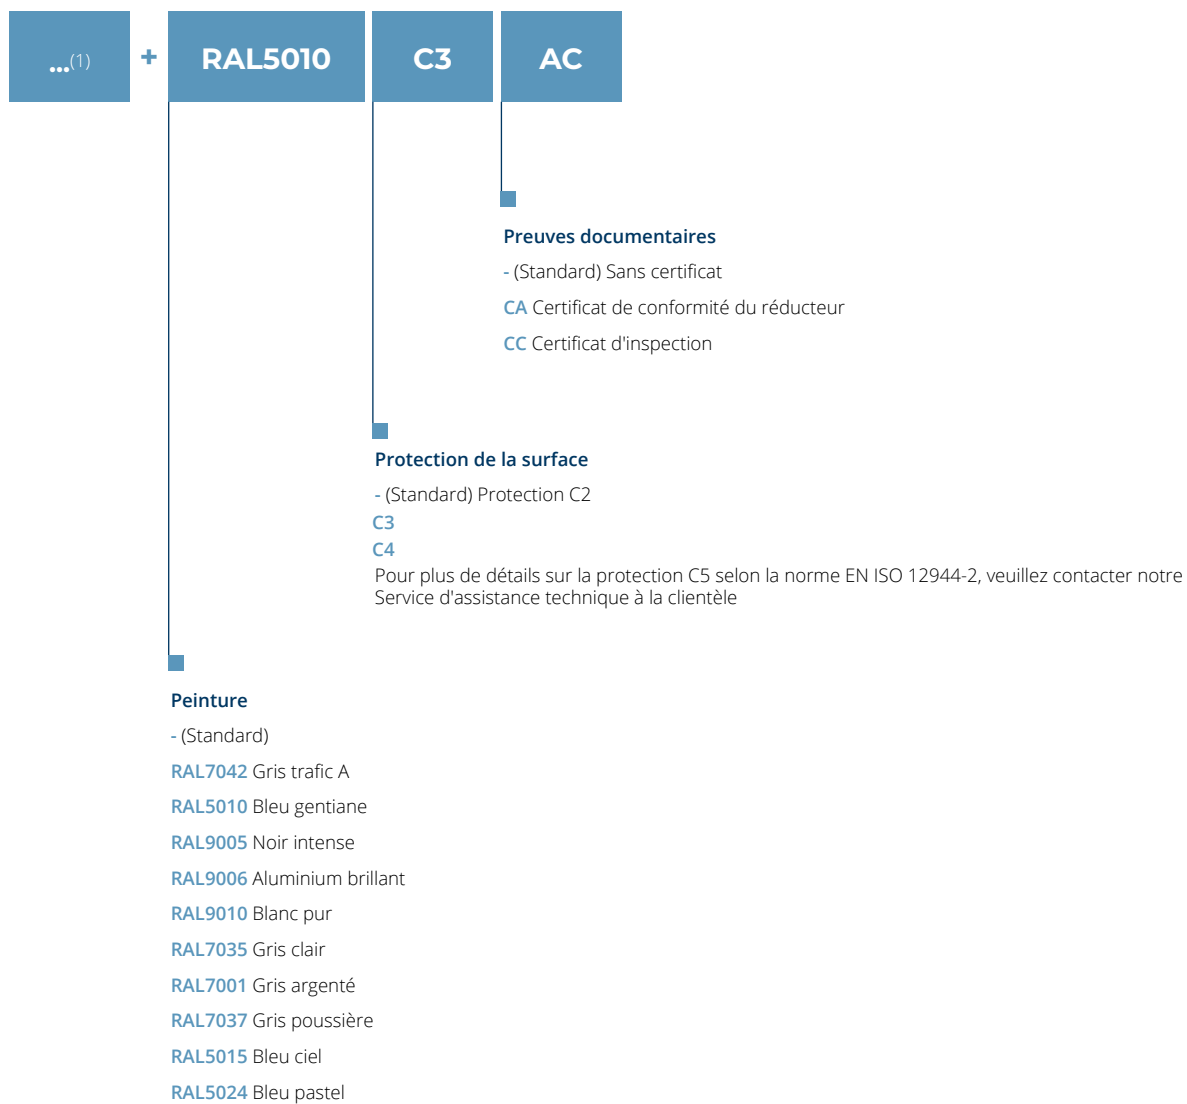 ...(1) + RAL5010 C3 AC
Preuves documentaires
- (Standard) Sans certificat
CA Certificat de conformité du réducteur
CC Certificat d'inspection
Protection de la surface
- (Standard) Protection C2
C3
C4
Pour plus de détails sur la protection C5 selon la norme EN ISO 12944-2, veuillez contacter notre
Service d'assistance technique à la clientèle
Peinture
- (Standard)
RAL7042 Gris trafic A
RAL5010 Bleu gentiane
RAL9005 Noir intense
RAL9006 Aluminium brillant
RAL9010 Blanc pur
RAL7035 Gris clair
RAL7001 Gris argenté
RAL7037 Gris poussière
RAL5015 Bleu ciel
RAL5024 Bleu pastel